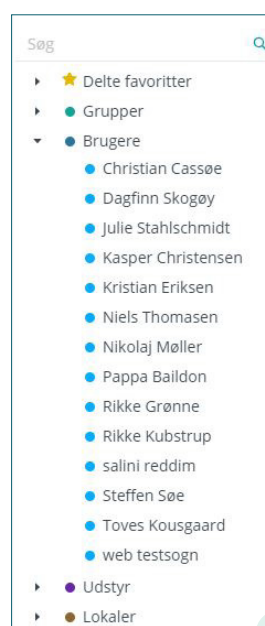 Søg
Delte favoritter
Grupper
Brugere
Christian Cassøe
Dagfinn Skogøy
Julie Stahlschmidt
Kasper Christensen
Kristian Eriksen
Niels Thomasen
Nikolaj Møller
Pappa Baildon
Rikke Grønne
Rikke Kubstrup
salini reddim
Steffen Søe
Toves Kousgaard
web testsogn
Udstyr
Lokaler